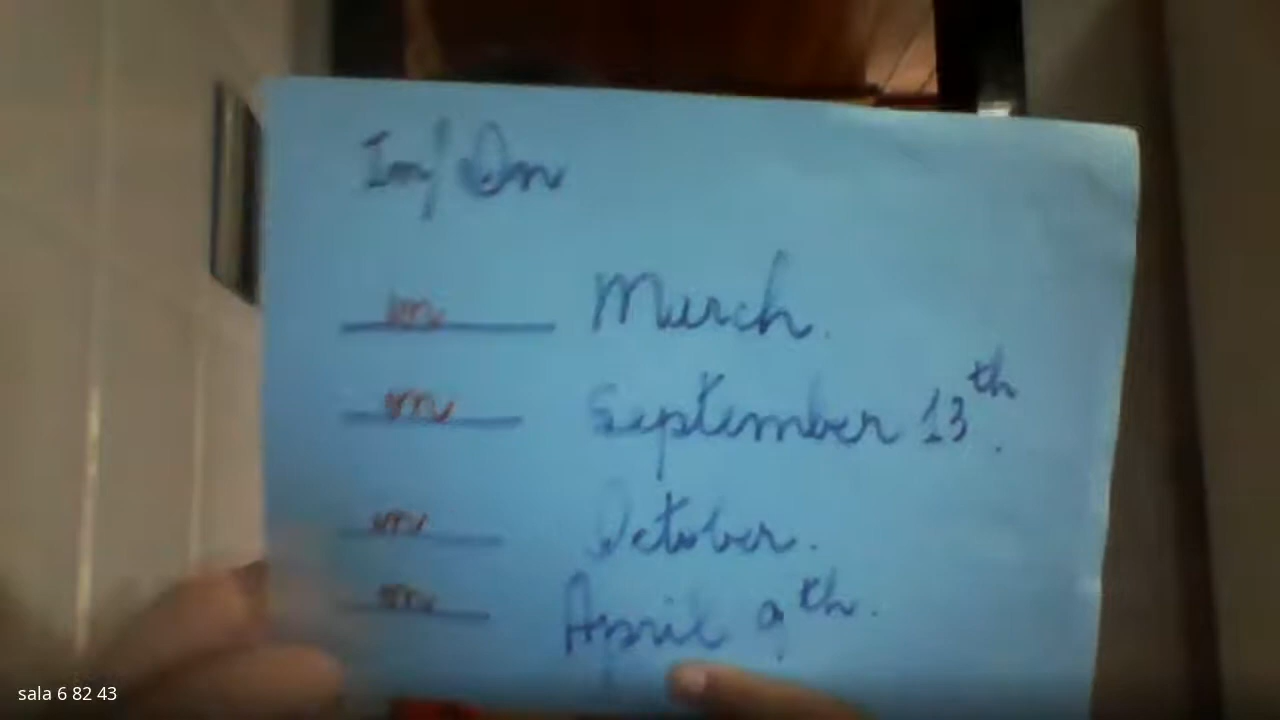 In/On
in March.
on September 13th.
in October.
on April 9th.
sala 6 82 43